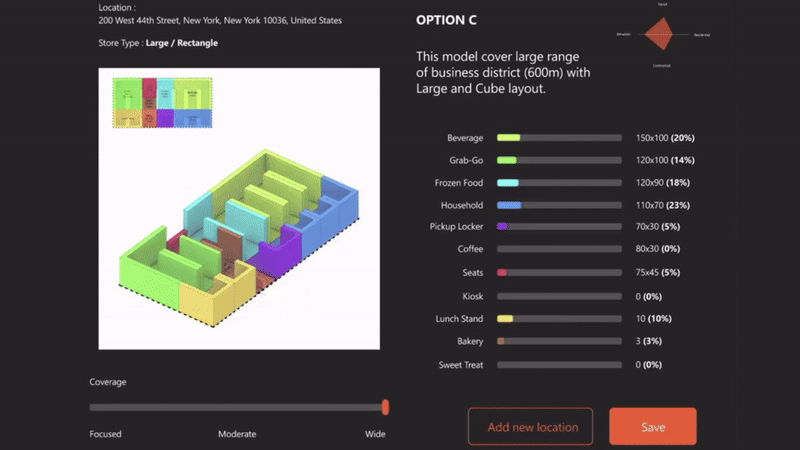 Location :
200 West 44th Street, New York, New York 10036, United States
Store Type : Large / Rectangle
OPTION C
This model cover large range
of business district (600m) with
Large and Cube layout.
Residential
Commercial
Beverage 150x100 (20%)
Grab-Go 120x100 (14%)
Frozen Food 120x90 (18%)
Household 110x70 (23%)
Pickup Locker 70x30 (5%)
Coffee 80x30 (0%)
Seats 75x45 (5%)
Kiosk 0 (0%)
Lunch Stand 10 (10%)
Bakery 3 (3%)
Sweet Treat 0 (0%)
Coverage
Focused Moderate Wide
Add new location Save